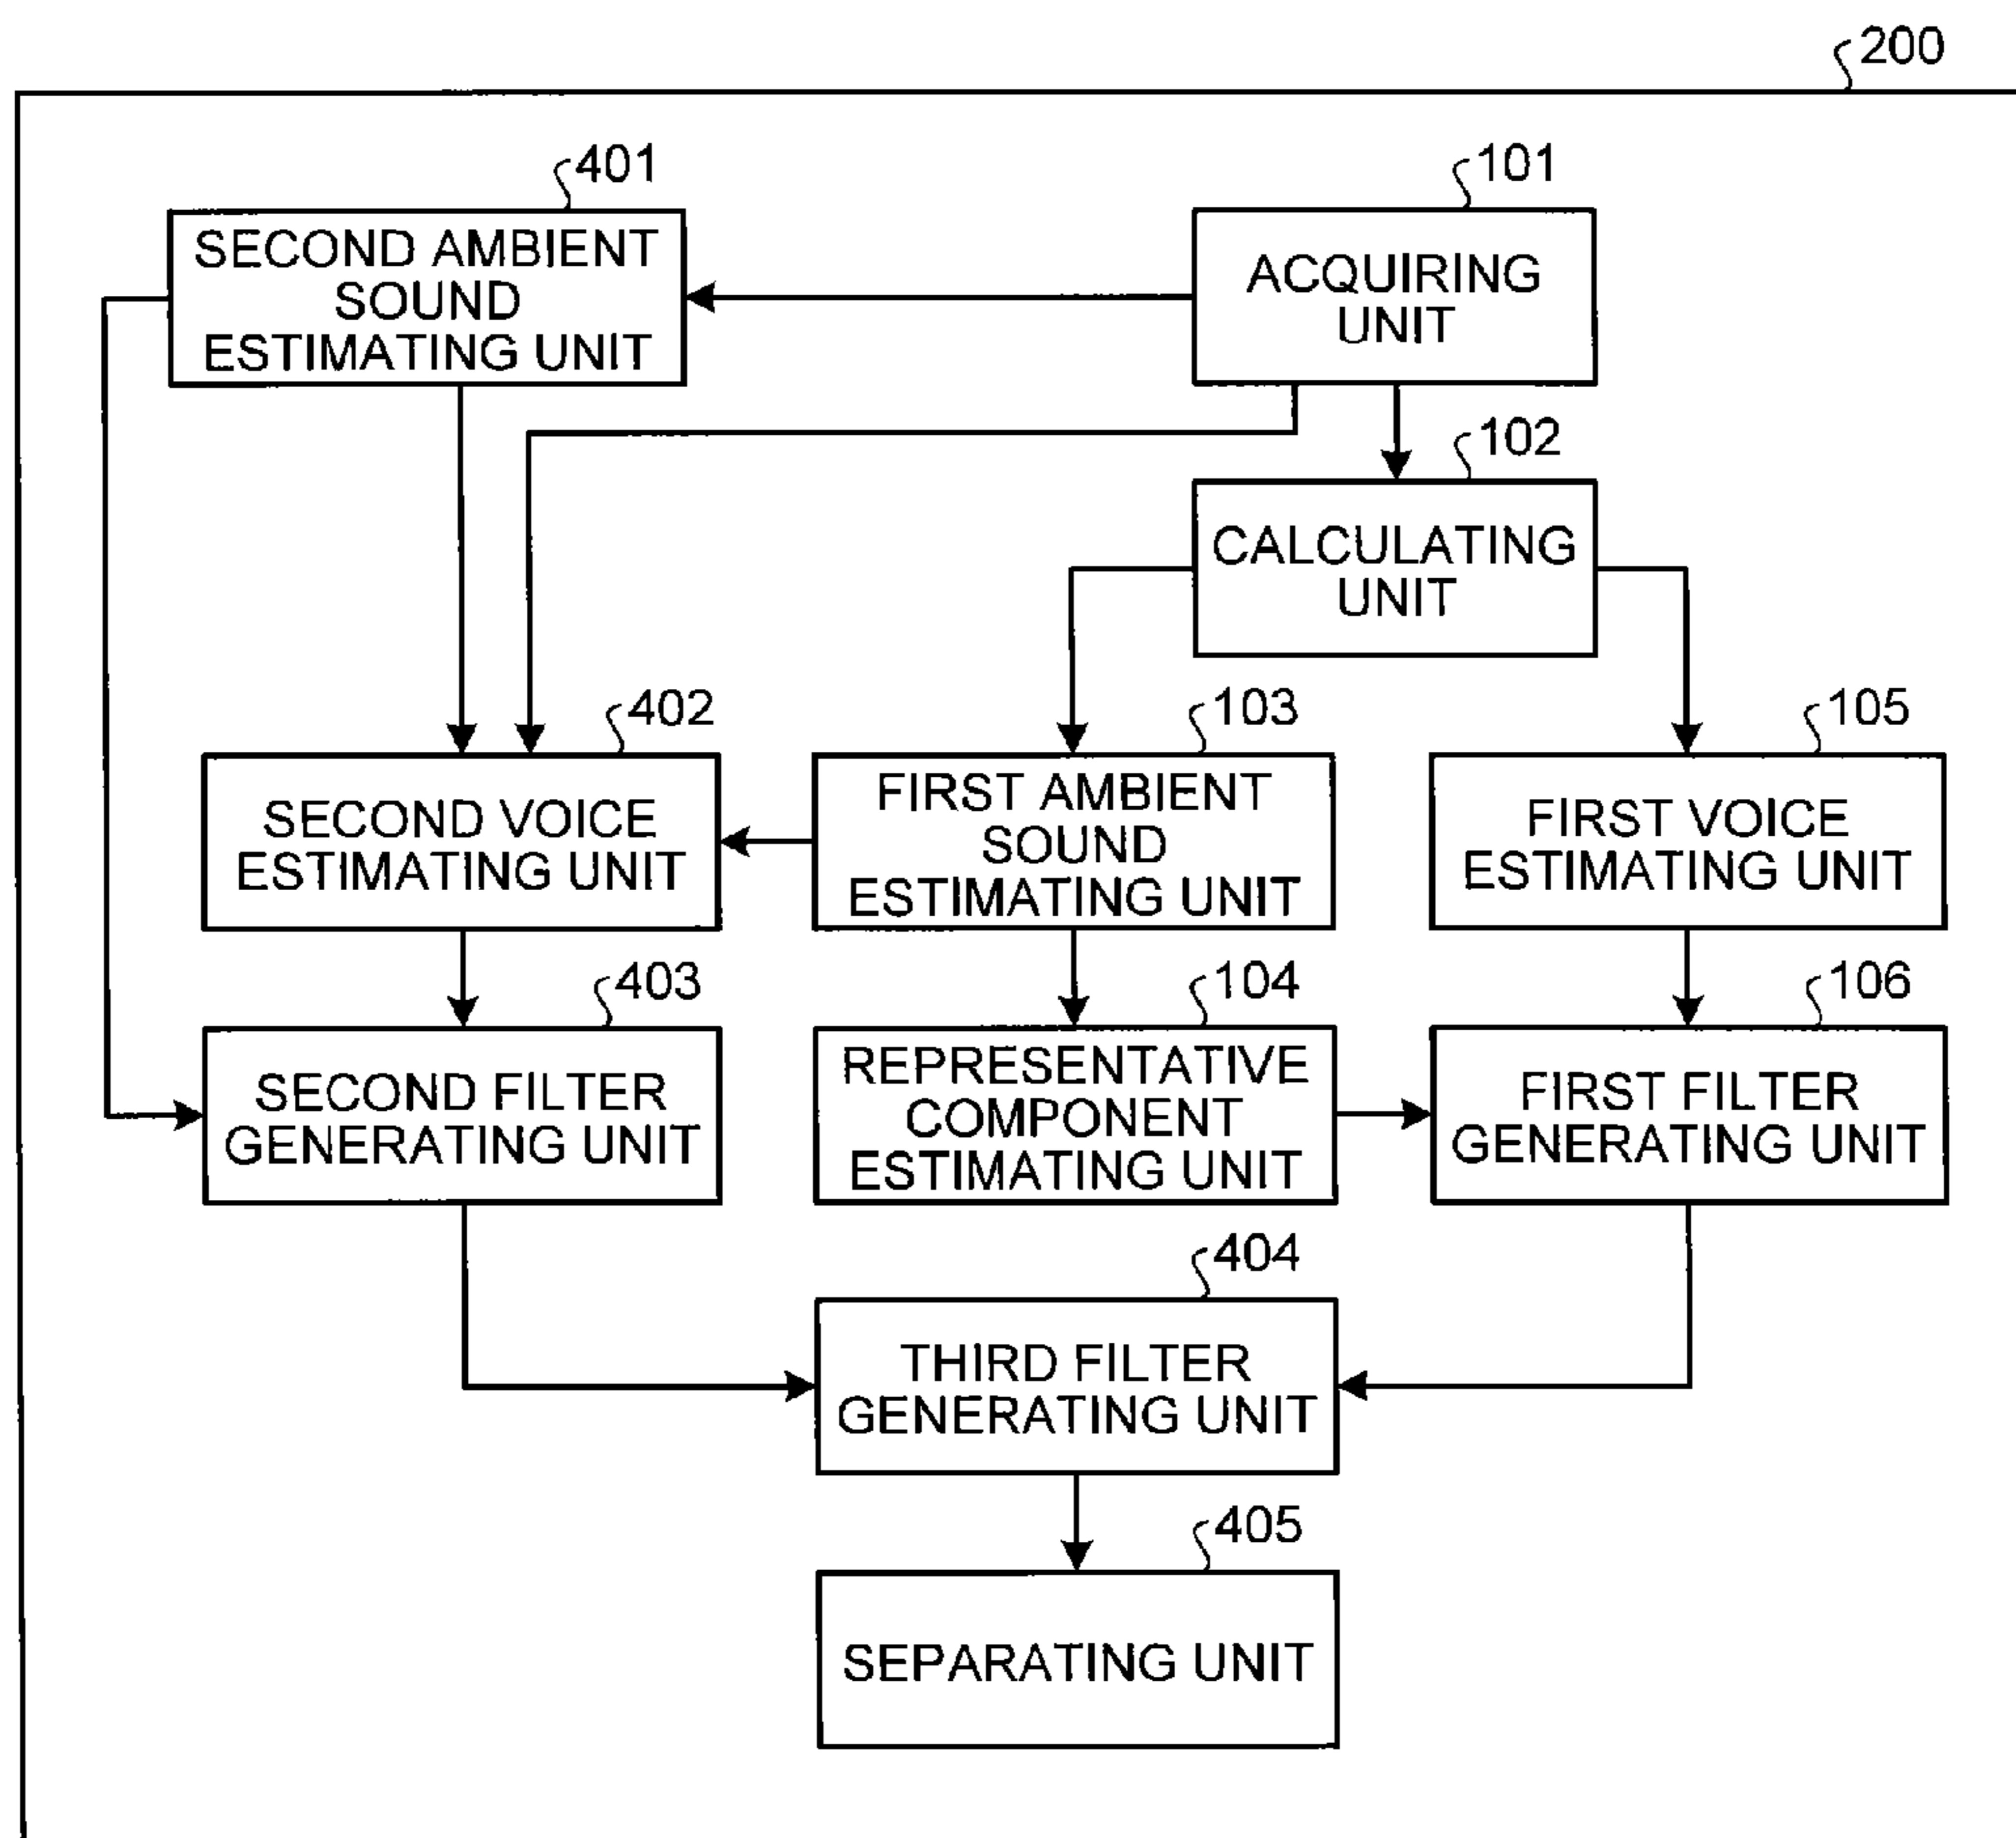 200
401
SECOND AMBIENT
SOUND
ESTIMATING UNIT
101
ACQUIRING
UNIT
102
CALCULATING
UNIT
402
SECOND VOICE
ESTIMATING UNIT
103
FIRST AMBIENT
SOUND
ESTIMATING UNIT
105
FIRST VOICE
ESTIMATING UNIT
403
SECOND FILTER
GENERATING UNIT
104
REPRESENTATIVE
COMPONENT
ESTIMATING UNIT
106
FIRST FILTER
GENERATING UNIT
404
THIRD FILTER
GENERATING UNIT
405
SEPARATING UNIT